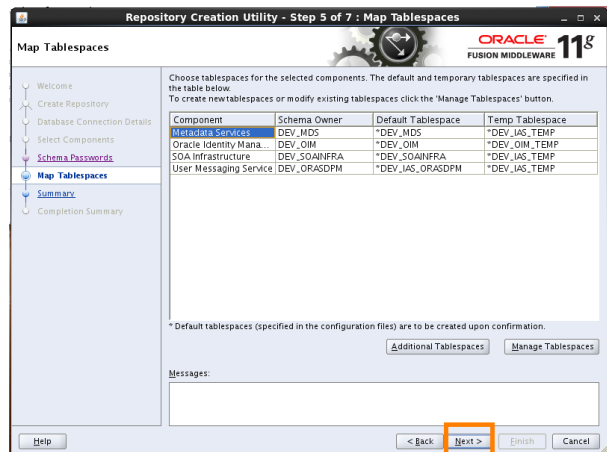 Repository Creation Utility - Step 5 of 7 : Map Tablespaces
Map Tablespaces
ORACLE
FUSION MIDDLEWARE 11g
Welcome
Create Repository
Database Connection Details
Select Components
Schema Passwords
Map Tablespaces
Summary
Completion Summary
Choose tablespaces for the selected components. The default and temporary tablespaces are specified in
the table below.
To create new tablespaces or modify existing tablespaces click the 'Manage Tablespaces' button.
Component Schema Owner Default Tablespace Temp Tablespace
Metadata Services DEV_MDS *DEV_MDS *DEV_IAS_TEMP
Oracle Identity Mana... DEV_OIM *DEV_OIM *DEV_OIM_TEMP
SOA Infrastructure DEV_SOAINFRA *DEV_SOAINFRA *DEV_IAS_TEMP
User Messaging Service DEV_ORASDPM *DEV_IAS_ORASDPM *DEV_IAS_TEMP
* Default tablespaces (specified in the configuration files) are to be created upon confirmation.
Additional Tablespaces Manage Tablespaces
Messages:
Help < Back Next > Finish Cancel